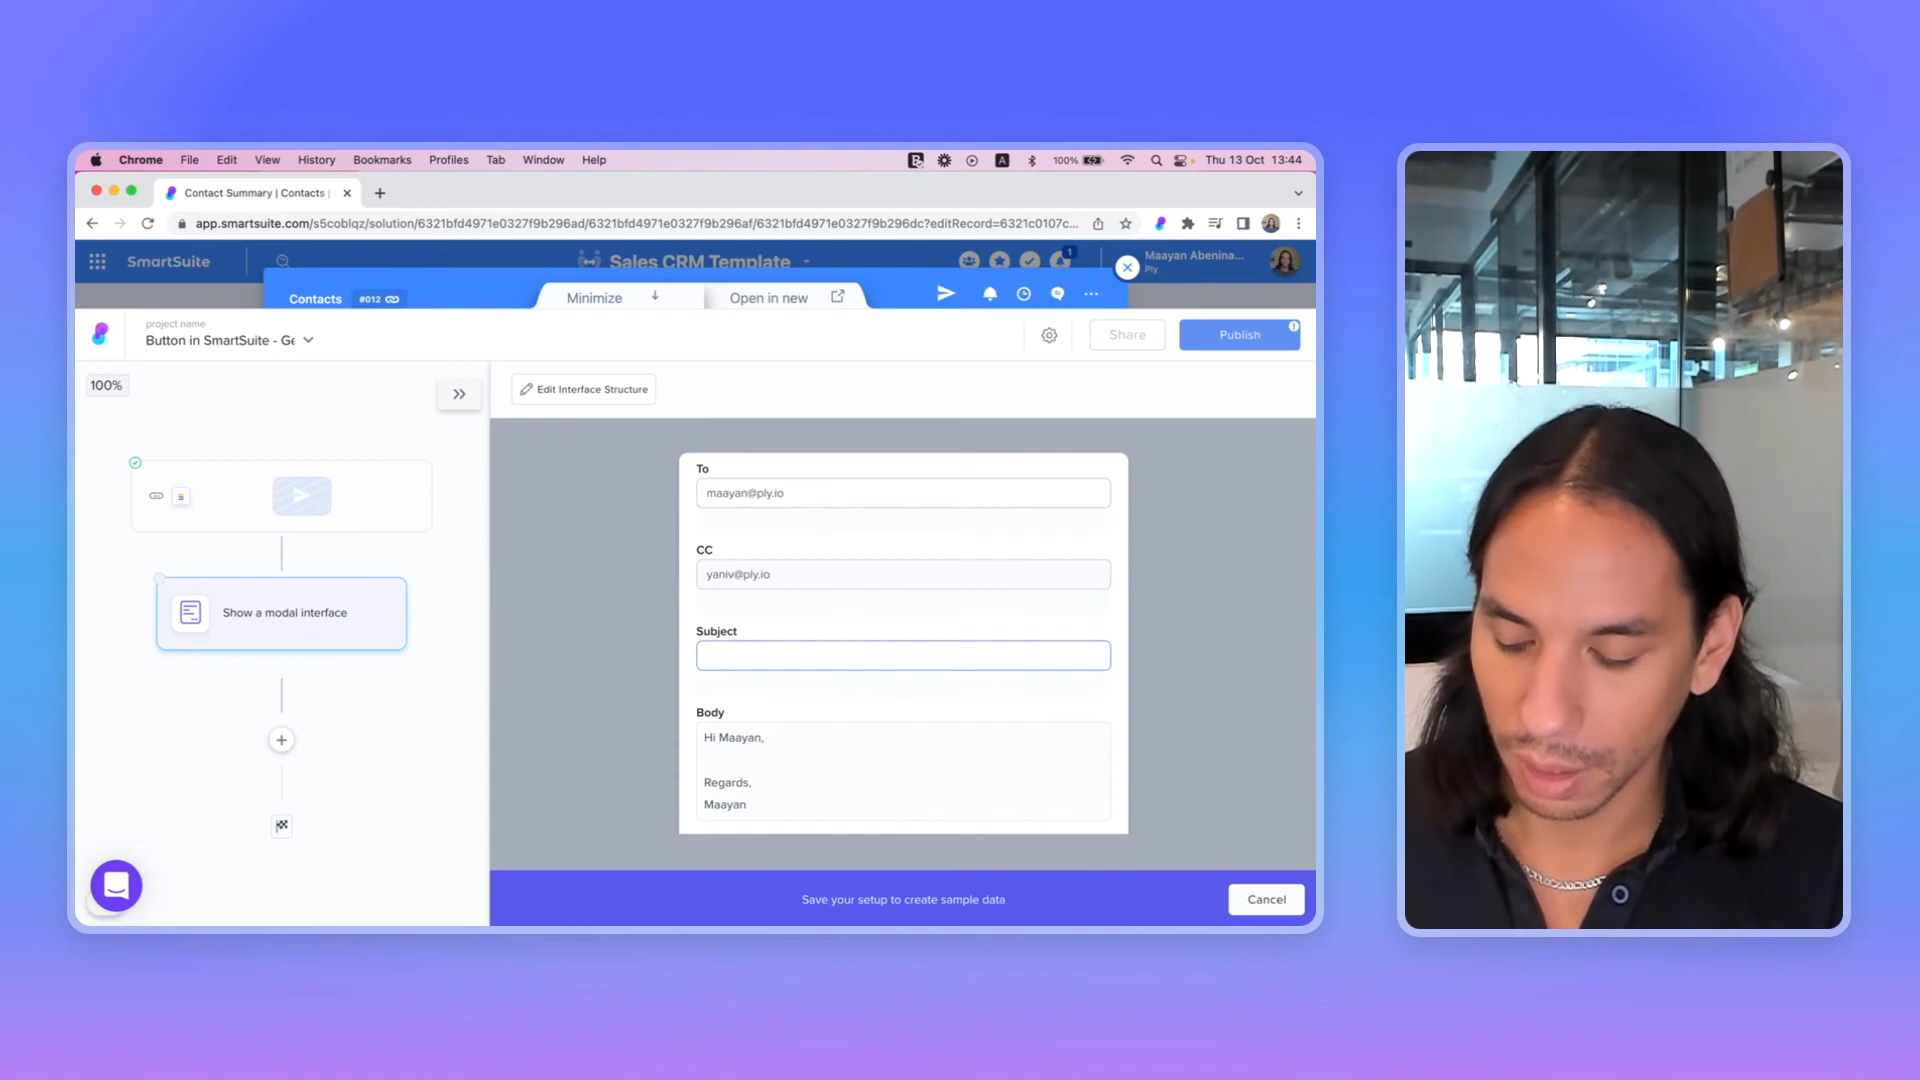 Chrome File Edit View History Bookmarks Profiles Tab Window Help 100% Thu 13 Oct 13:44
Contact Summary | Contacts |
app.smartsuite.com/s5coblqz/solution/6321bfd4971e0327f9b296ad/6321bfd4971e0327f9b296af/6321bfd4971e0327f9b296dc?editRecord=6321c0107c...
SmartSuite
Sales CRM Template
1
Maayan Abenina...
Ply
Contacts #012
Minimize
Open in new
project name
Button in SmartSuite - Ge
Share
Publish
100%
Edit Interface Structure
Show a modal interface
To
maayan@ply.io
CC
yaniv@ply.io
Subject
Body
Hi Maayan,
Regards,
Maayan
Save your setup to create sample data
Cancel